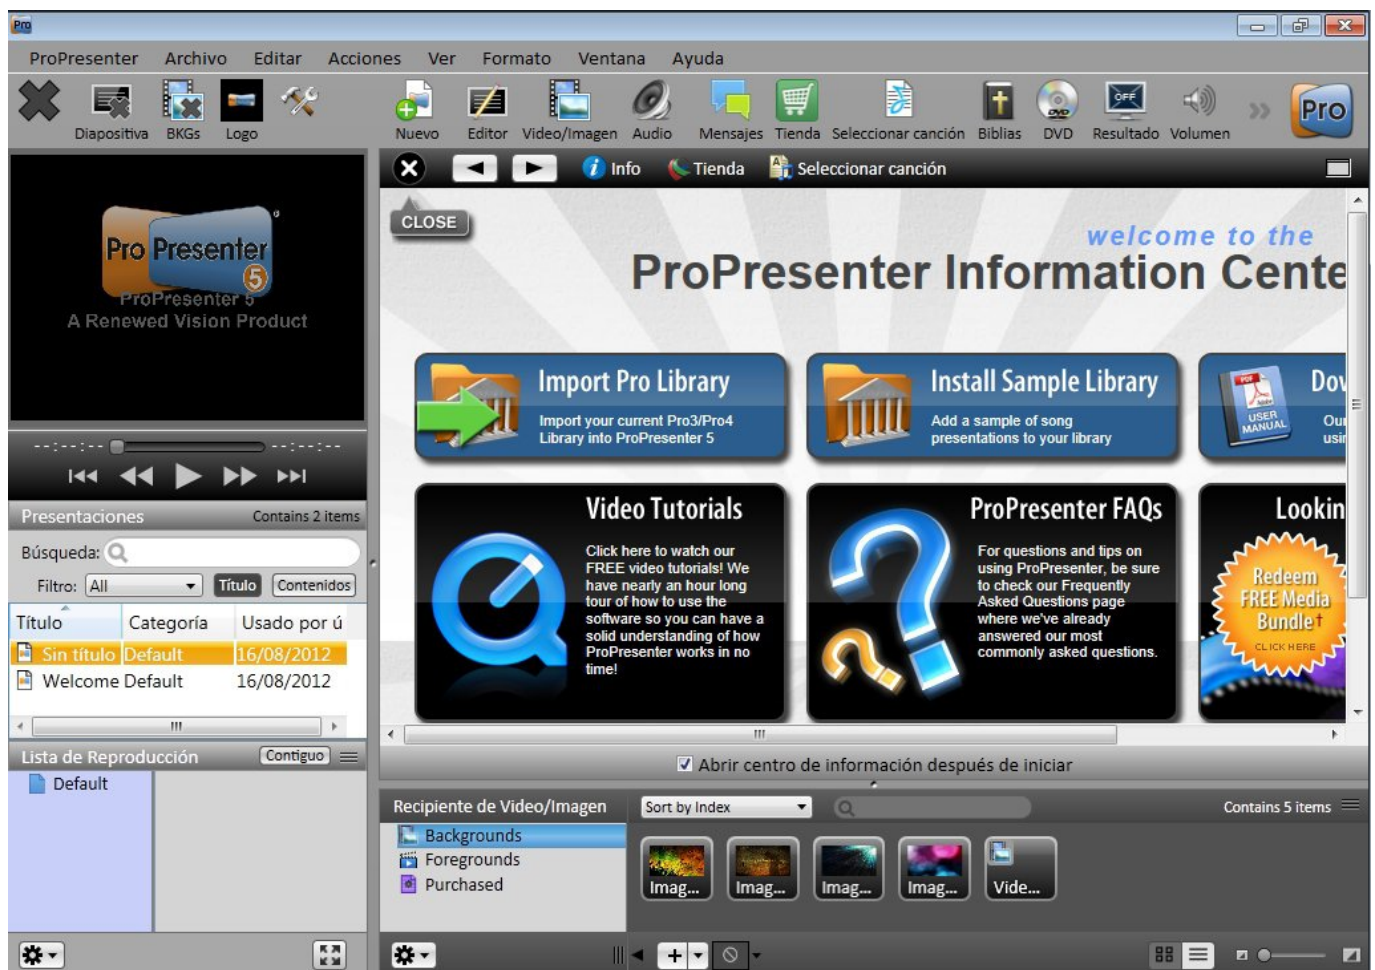 Pro
ProPresenter Archivo Editar Acciones Ver Formato Ventana Ayuda
Diapositiva BKGs Logo Nuevo Editor Video/Imagen Audio Mensajes Tienda Seleccionar canción Biblias DVD Resultado Volumen
OFF
DVD
Pro
Info Tienda Seleccionar canción
CLOSE
welcome to the
ProPresenter Information Cente
Pro Presenter
®
5
ProPresenter 5
A Renewed Vision Product
--:--:-- --:--:--
Import Pro Library
Import your current Pro3/Pro4
Library into ProPresenter 5
Install Sample Library
Add a sample of song
presentations to your library
PDF
Adobe
USER
MANUAL
Dov
Our
usir
Video Tutorials
Click here to watch our
FREE video tutorials! We
have nearly an hour long
tour of how to use the
software so you can have a
solid understanding of how
ProPresenter works in no
time!
ProPresenter FAQs
For questions and tips on
using ProPresenter, be sure
to check our Frequently
Asked Questions page
where we've already
answered our most
commonly asked questions.
Lookin
Redeem
FREE Media
Bundle†
CLICK HERE
Presentaciones Contains 2 items
Búsqueda:
Filtro: All Título Contenidos
Título Categoría Usado por ú
Sin título Default 16/08/2012
Welcome Default 16/08/2012
Lista de Reproducción Contiguo
Default
Abrir centro de información después de iniciar
Recipiente de Video/Imagen Sort by Index Contains 5 items
Backgrounds
Foregrounds
Purchased
Imag... Imag... Imag... Imag... Vide...